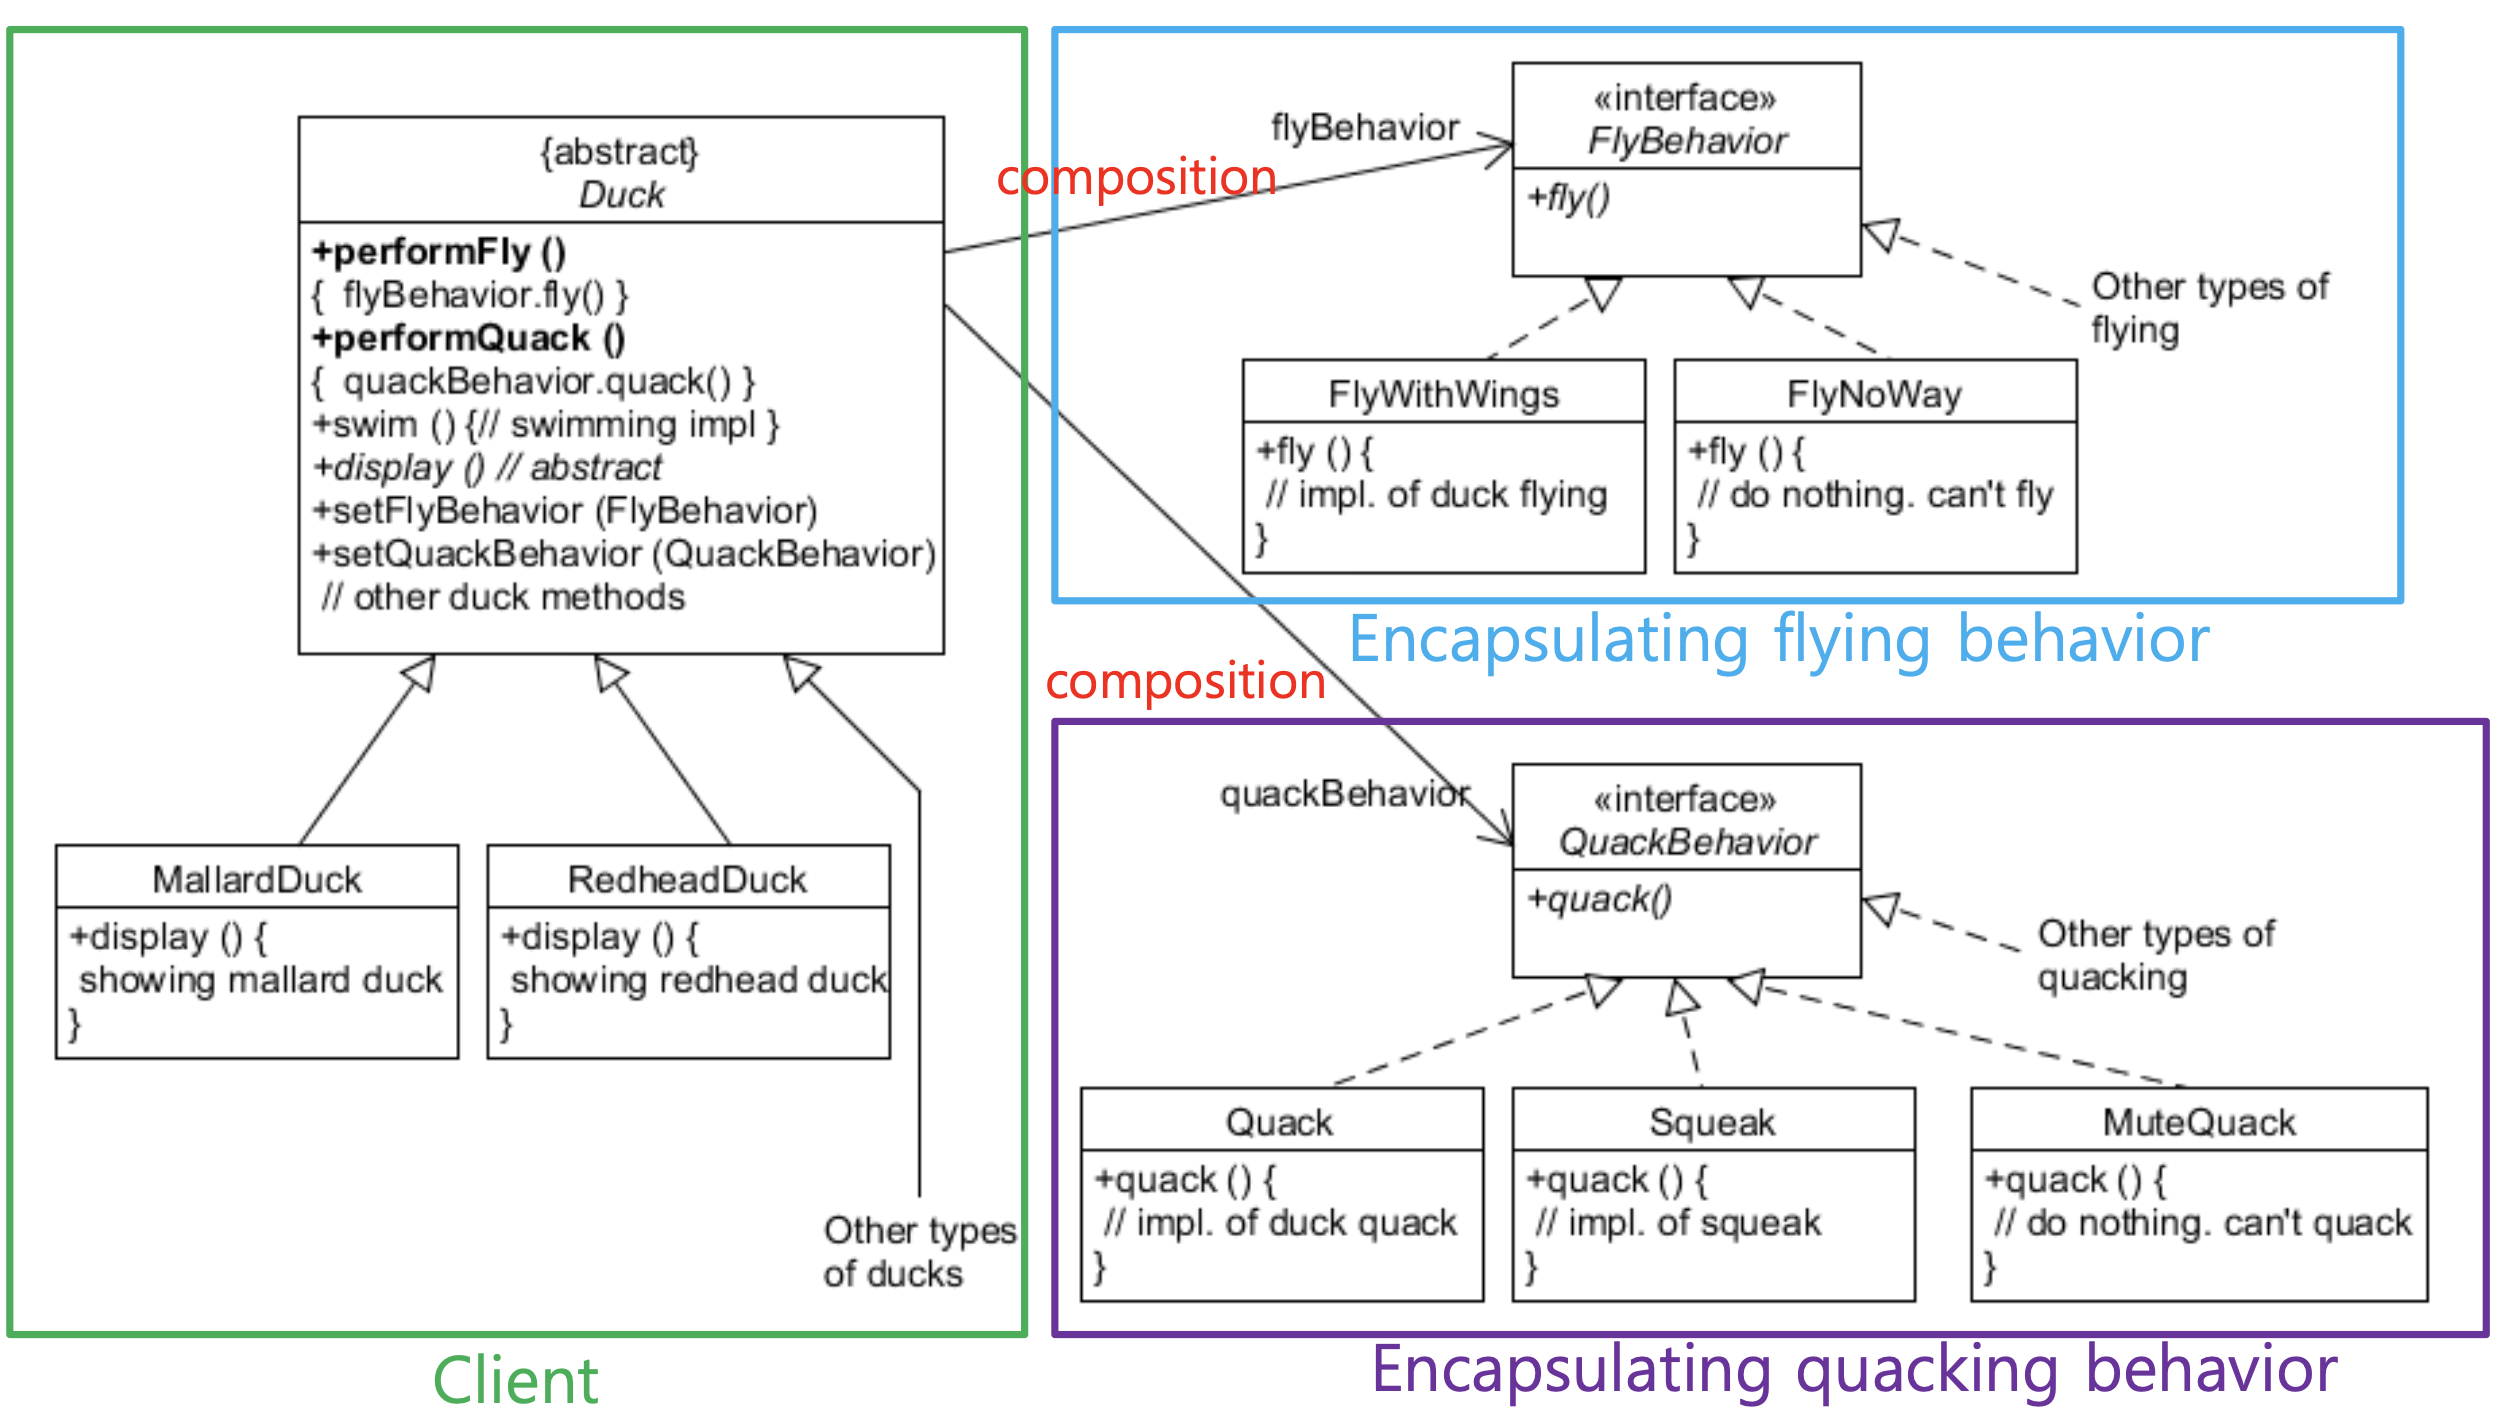 {abstract}
Duck
+performFly ()
{  flyBehavior.fly() }
+performQuack ()
{  quackBehavior.quack() }
+swim () {// swimming impl }
+display () // abstract
+setFlyBehavior (FlyBehavior)
+setQuackBehavior (QuackBehavior)
// other duck methods
MallardDuck
+display () {
showing mallard duck
}
RedheadDuck
+display () {
showing redhead duck
}
Other types
of ducks
Client
composition
flyBehavior
«interface»
FlyBehavior
+fly()
Other types of
flying
FlyWithWings
+fly () {
// impl. of duck flying
}
FlyNoWay
+fly () {
// do nothing. can't fly
}
Encapsulating flying behavior
composition
quackBehavior
«interface»
QuackBehavior
+quack()
Other types of
quacking
Quack
+quack () {
// impl. of duck quack
}
Squeak
+quack () {
// impl. of squeak
}
MuteQuack
+quack () {
// do nothing. can't quack
}
Encapsulating quacking behavior